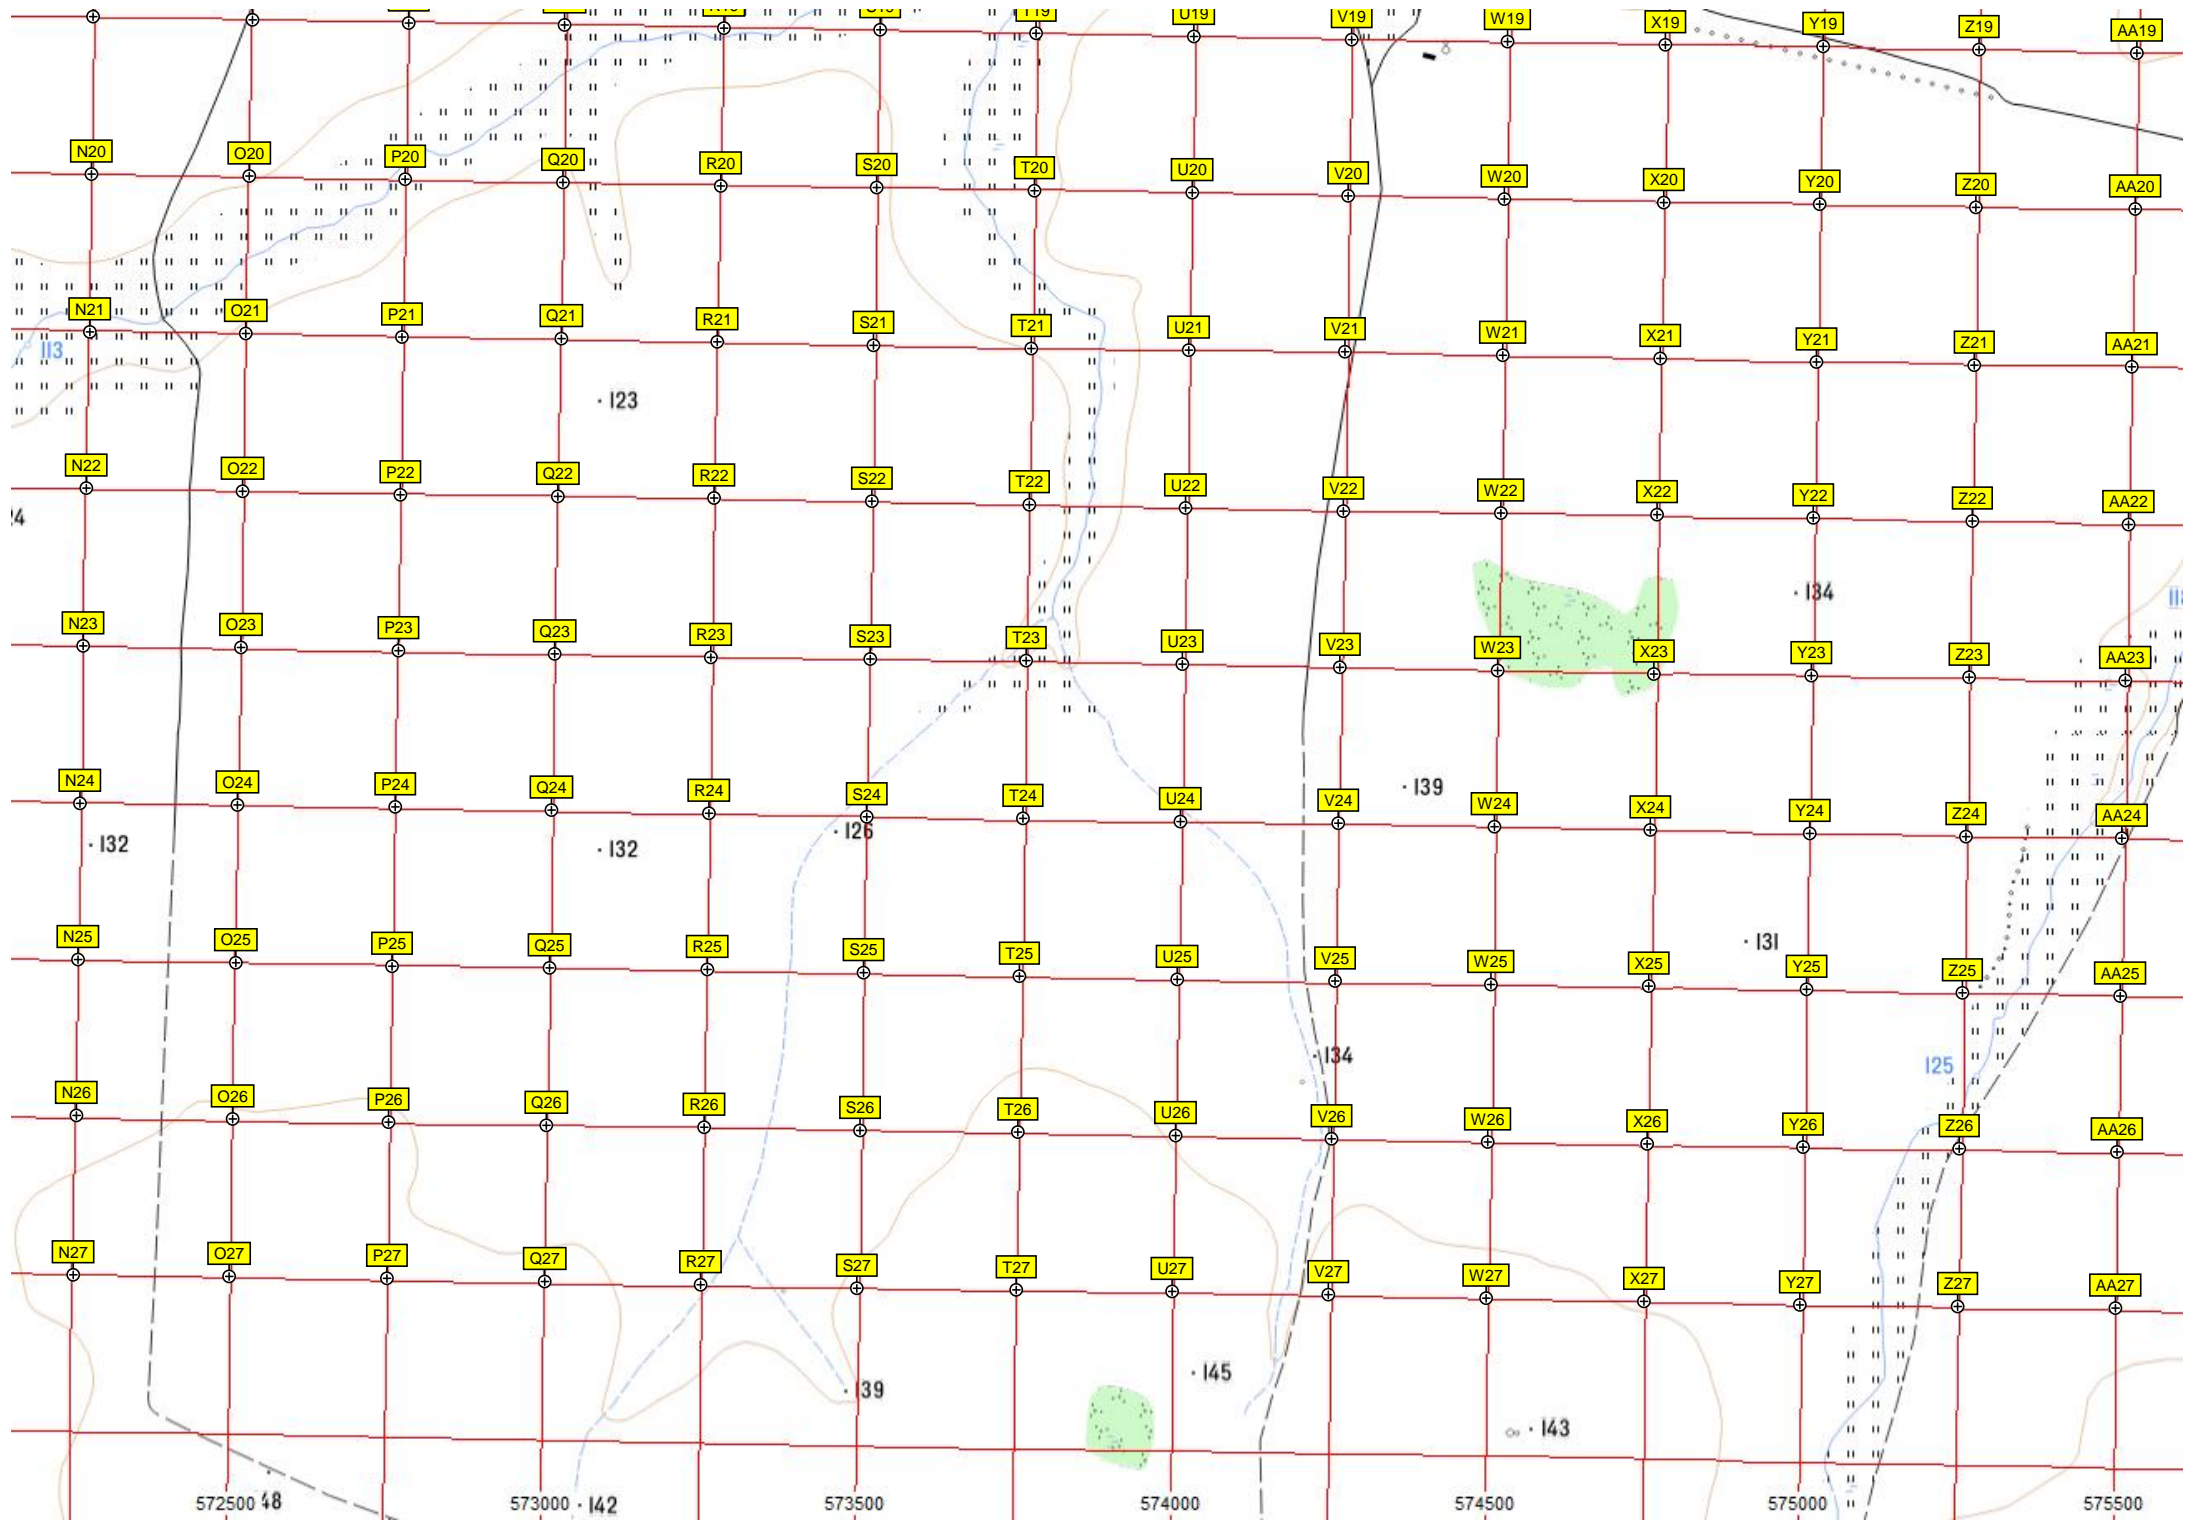 T19 U19 V19 W19 X19 Y19 Z19 AA19
N20 O20 P20 Q20 R20 S20 T20 U20 V20 W20 X20 Y20 Z20 AA20
N21 O21 P21 Q21 R21 S21 T21 U21 V21 W21 X21 Y21 Z21 AA21
113
123
N22 O22 P22 Q22 R22 S22 T22 U22 V22 W22 X22 Y22 Z22 AA22
134
N23 O23 P23 Q23 R23 S23 T23 U23 V23 W23 X23 Y23 Z23 AA23
N24 O24 P24 Q24 R24 S24 T24 U24 V24 W24 X24 Y24 Z24 AA24
139
132 132 126
N25 O25 P25 Q25 R25 S25 T25 U25 V25 W25 X25 Y25 Z25 AA25
131
134 125
N26 O26 P26 Q26 R26 S26 T26 U26 V26 W26 X26 Y26 Z26 AA26
N27 O27 P27 Q27 R27 S27 T27 U27 V27 W27 X27 Y27 Z27 AA27
139 145
143
572500 48 573000 142 573500 574000 574500 575000 575500